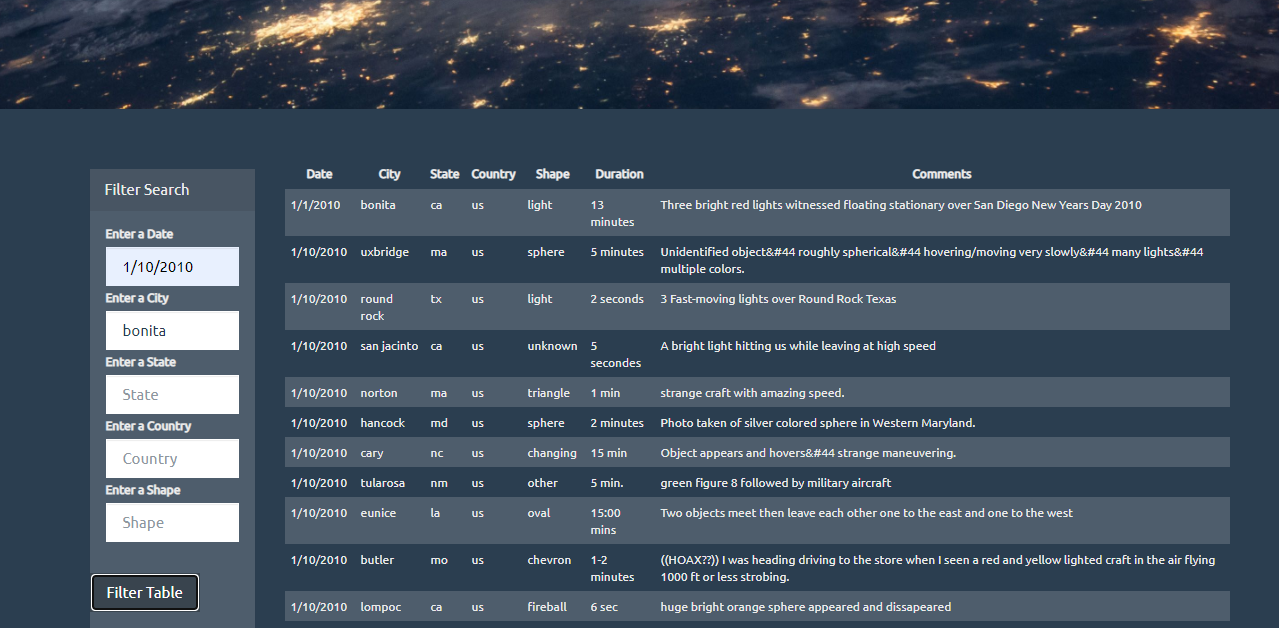 Filter Search
Enter a Date
1/10/2010
Enter a City
bonita
Enter a State
State
Enter a Country
Country
Enter a Shape
Shape
Filter Table
Date City State Country Shape Duration Comments
1/1/2010 bonita ca us light 13 Three bright red lights witnessed floating stationary over San Diego New Years Day 2010
minutes
1/10/2010 uxbridge ma us sphere 5 minutes Unidentified object&#44 roughly spherical&#44 hovering/moving very slowly&#44 many lights&#44
multiple colors.
1/10/2010 round tx us light 2 seconds 3 Fast-moving lights over Round Rock Texas
rock
1/10/2010 san jacinto ca us unknown 5 A bright light hitting us while leaving at high speed
secondes
1/10/2010 norton ma us triangle 1 min strange craft with amazing speed.
1/10/2010 hancock md us sphere 2 minutes Photo taken of silver colored sphere in Western Maryland.
1/10/2010 cary nc us changing 15 min Object appears and hovers&#44 strange maneuvering.
1/10/2010 tularosa nm us other 5 min. green figure 8 followed by military aircraft
1/10/2010 eunice la us oval 15:00 Two objects meet then leave each other one to the east and one to the west
mins
1/10/2010 butler mo us chevron 1-2 ((HOAX??)) I was heading driving to the store when I seen a red and yellow lighted craft in the air flying
minutes 1000 ft or less strobing.
1/10/2010 lompoc ca us fireball 6 sec huge bright orange sphere appeared and dissapeared